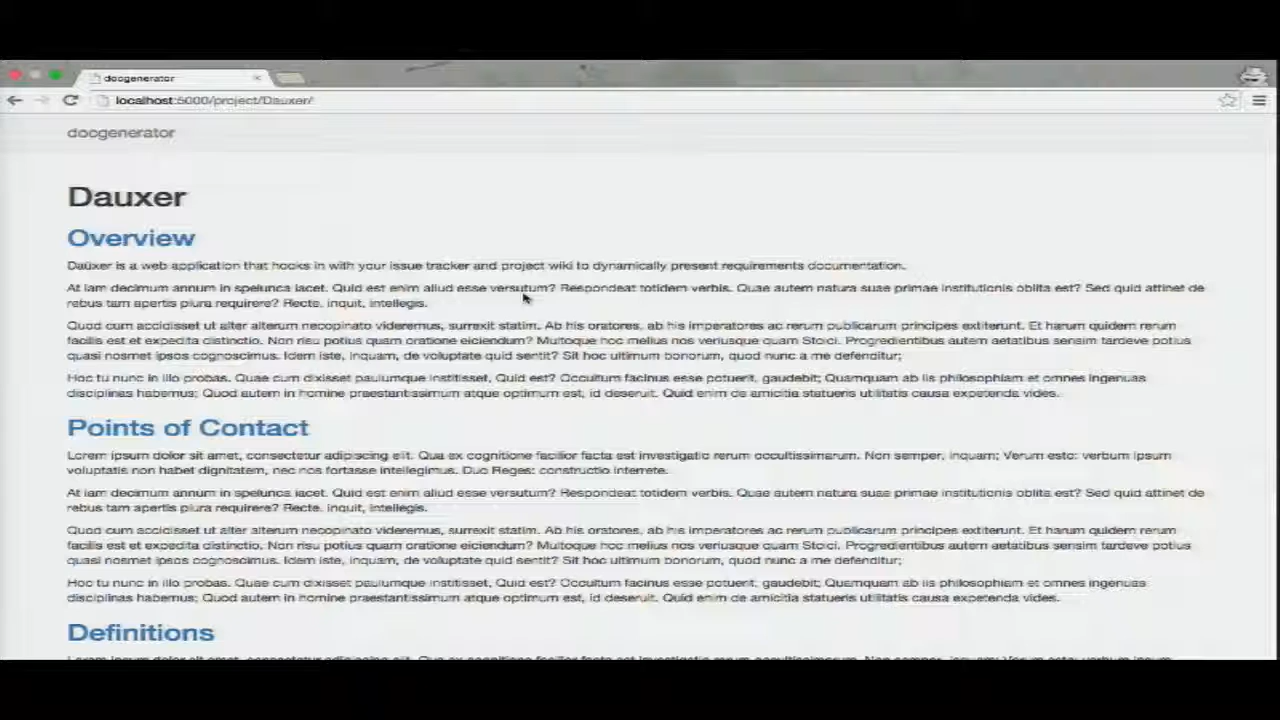 docgenerator
localhost:5000/project/Dauxer/
docgenerator
Dauxer
Overview
Dauxer is a web application that hooks in with your issue tracker and project wiki to dynamically present requirements documentation.
At iam decimum annum in spelunca iacet. Quid est enim aliud esse versutum? Respondeat totidem verbis. Quae autem natura suae primae institutionis oblita est? Sed quid attinet de
rebus tam apertis plura requirere? Recte, inquit, intellegis.
Quod cum accidisset ut alter alterum necopinato videremus, surrexit statim. Ab his oratores, ab his imperatores ac rerum publicarum principes extiterunt. Et harum quidem rerum
facilis est et expedita distinctio. Non risu potius quam oratione eiciendum? Multoque hoc melius nos veriusque quam Stoici. Progredientibus autem aetatibus sensim tardeve potius
quasi nosmet ipsos cognoscimus. Idem iste, inquam, de voluptate quid sentit? Sit hoc ultimum bonorum, quod nunc a me defenditur;
Hoc tu nunc in illo probas. Quae cum dixisset paulumque institisset, Quid est? Occultum facinus esse potuerit, gaudebit; Quamquam ab iis philosophiam et omnes ingenuas
disciplinas habemus; Quod autem in homine praestantissimum atque optimum est, id deseruit. Quid enim de amicitia statueris utilitatis causa expetenda vides.
Points of Contact
Lorem ipsum dolor sit amet, consectetur adipiscing elit. Qua ex cognitione facilior facta est investigatio rerum occultissimarum. Non semper, inquam; Verum esto: verbum ipsum
voluptatis non habet dignitatem, nec nos fortasse intellegimus. Duo Reges: constructio interrete.
At iam decimum annum in spelunca iacet. Quid est enim aliud esse versutum? Respondeat totidem verbis. Quae autem natura suae primae institutionis oblita est? Sed quid attinet de
rebus tam apertis plura requirere? Recte, inquit, intellegis.
Quod cum accidisset ut alter alterum necopinato videremus, surrexit statim. Ab his oratores, ab his imperatores ac rerum publicarum principes extiterunt. Et harum quidem rerum
facilis est et expedita distinctio. Non risu potius quam oratione eiciendum? Multoque hoc melius nos veriusque quam Stoici. Progredientibus autem aetatibus sensim tardeve potius
quasi nosmet ipsos cognoscimus. Idem iste, inquam, de voluptate quid sentit? Sit hoc ultimum bonorum, quod nunc a me defenditur;
Hoc tu nunc in illo probas. Quae cum dixisset paulumque institisset, Quid est? Occultum facinus esse potuerit, gaudebit; Quamquam ab iis philosophiam et omnes ingenuas
disciplinas habemus; Quod autem in homine praestantissimum atque optimum est, id deseruit. Quid enim de amicitia statueris utilitatis causa expetenda vides.
Definitions